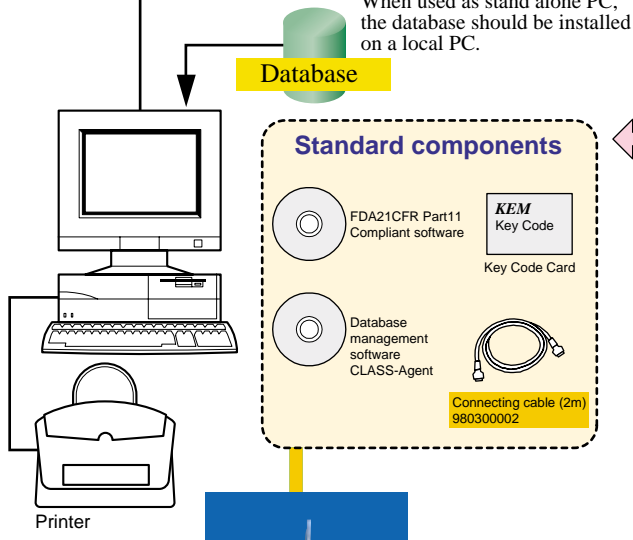 When used as stand alone PC,
the database should be installed
on a local PC.
Database
Standard components
FDA21CFR Part11
Compliant software
KEM
Key Code
Key Code Card
Database
management
software
CLASS-Agent
Connecting cable (2m)
980300002
Printer